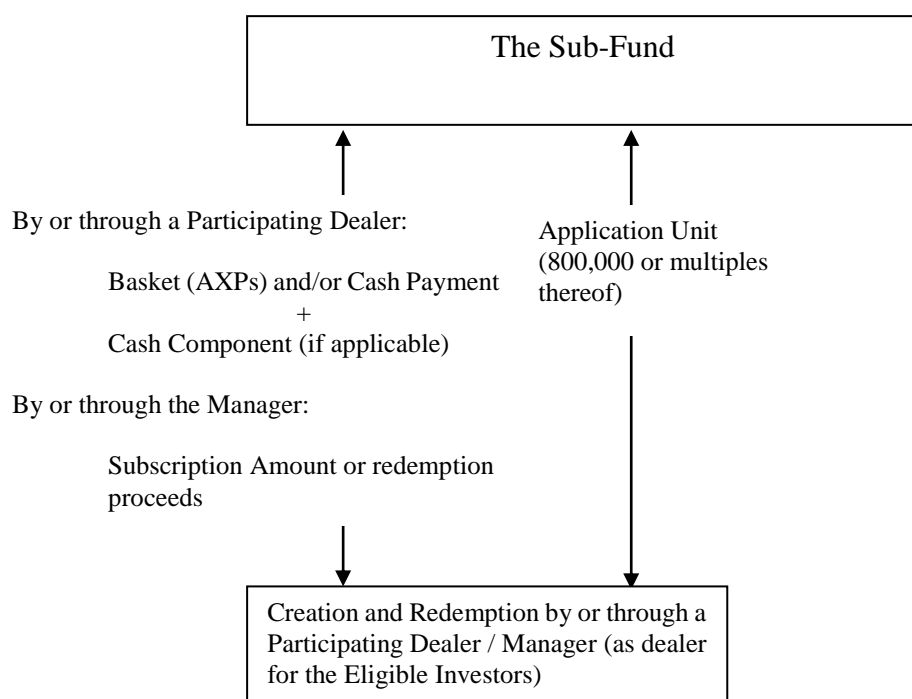 The Sub-Fund
By or through a Participating Dealer:
Basket (AXPs) and/or Cash Payment
+
Cash Component (if applicable)
By or through the Manager:
Subscription Amount or redemption
proceeds
Application Unit
(800,000 or multiples
thereof)
Creation and Redemption by or through a
Participating Dealer / Manager (as dealer
for the Eligible Investors)